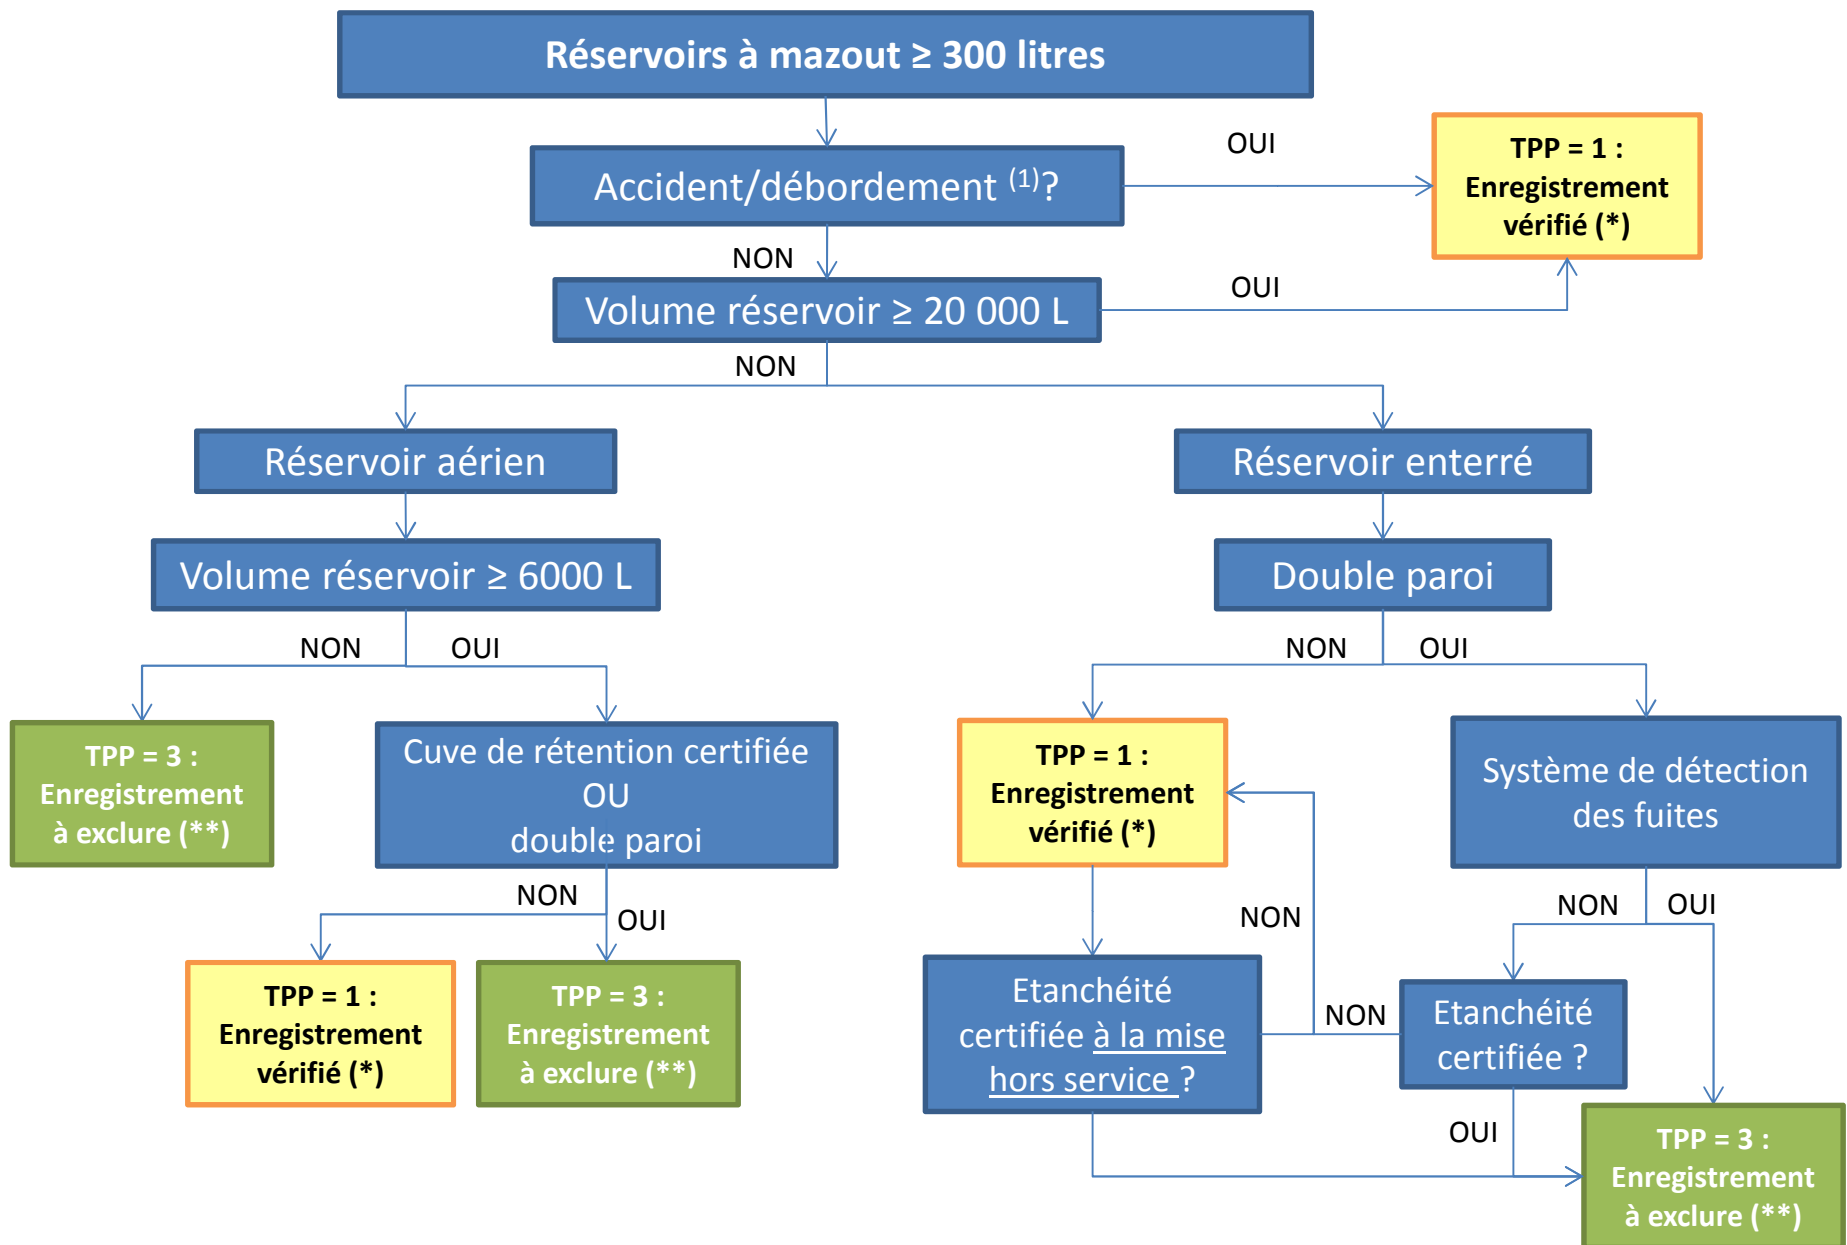 Réservoirs à mazout ≥ 300 litres
OUI
TPP = 1 :
Enregistrement
vérifié (*)
Accident/débordement (1)?
NON
Volume réservoir ≥ 20 000 L
OUI
NON
Réservoir aérien
Réservoir enterré
Volume réservoir ≥ 6000 L
Double paroi
NON
OUI
NON
OUI
TPP = 3 :
Enregistrement
à exclure (**)
Cuve de rétention certifiée
OU
double paroi
TPP = 1 :
Enregistrement
vérifié (*)
Système de détection
des fuites
NON
OUI
NON
NON
OUI
TPP = 1 :
Enregistrement
vérifié (*)
TPP = 3 :
Enregistrement
à exclure (**)
Etanchéité
certifiée à la mise
hors service ?
NON
Etanchéité
certifiée ?
OUI
TPP = 3 :
Enregistrement
à exclure (**)